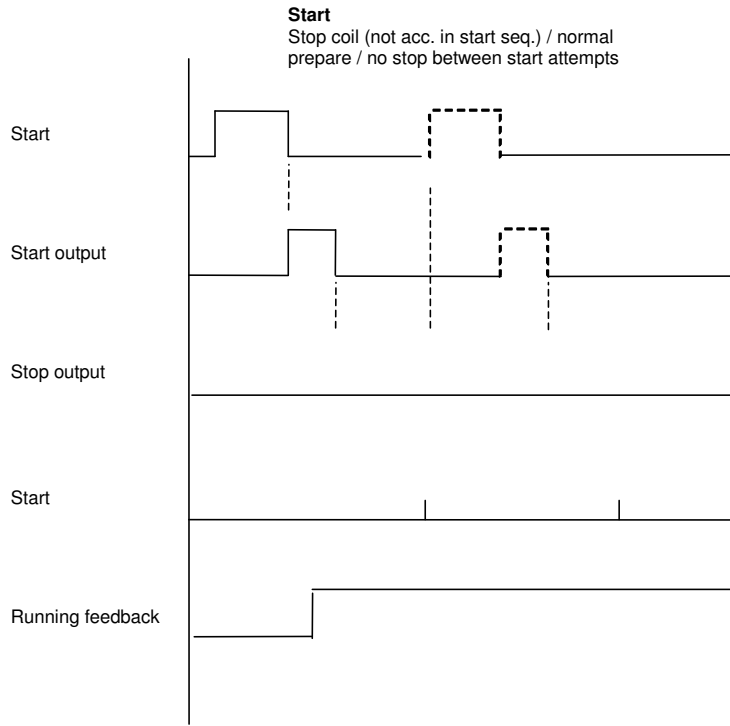 Start
Stop coil (not acc. in start seq.) / normal
prepare / no stop between start attempts
Start
Start output
Stop output
Start
Running feedback